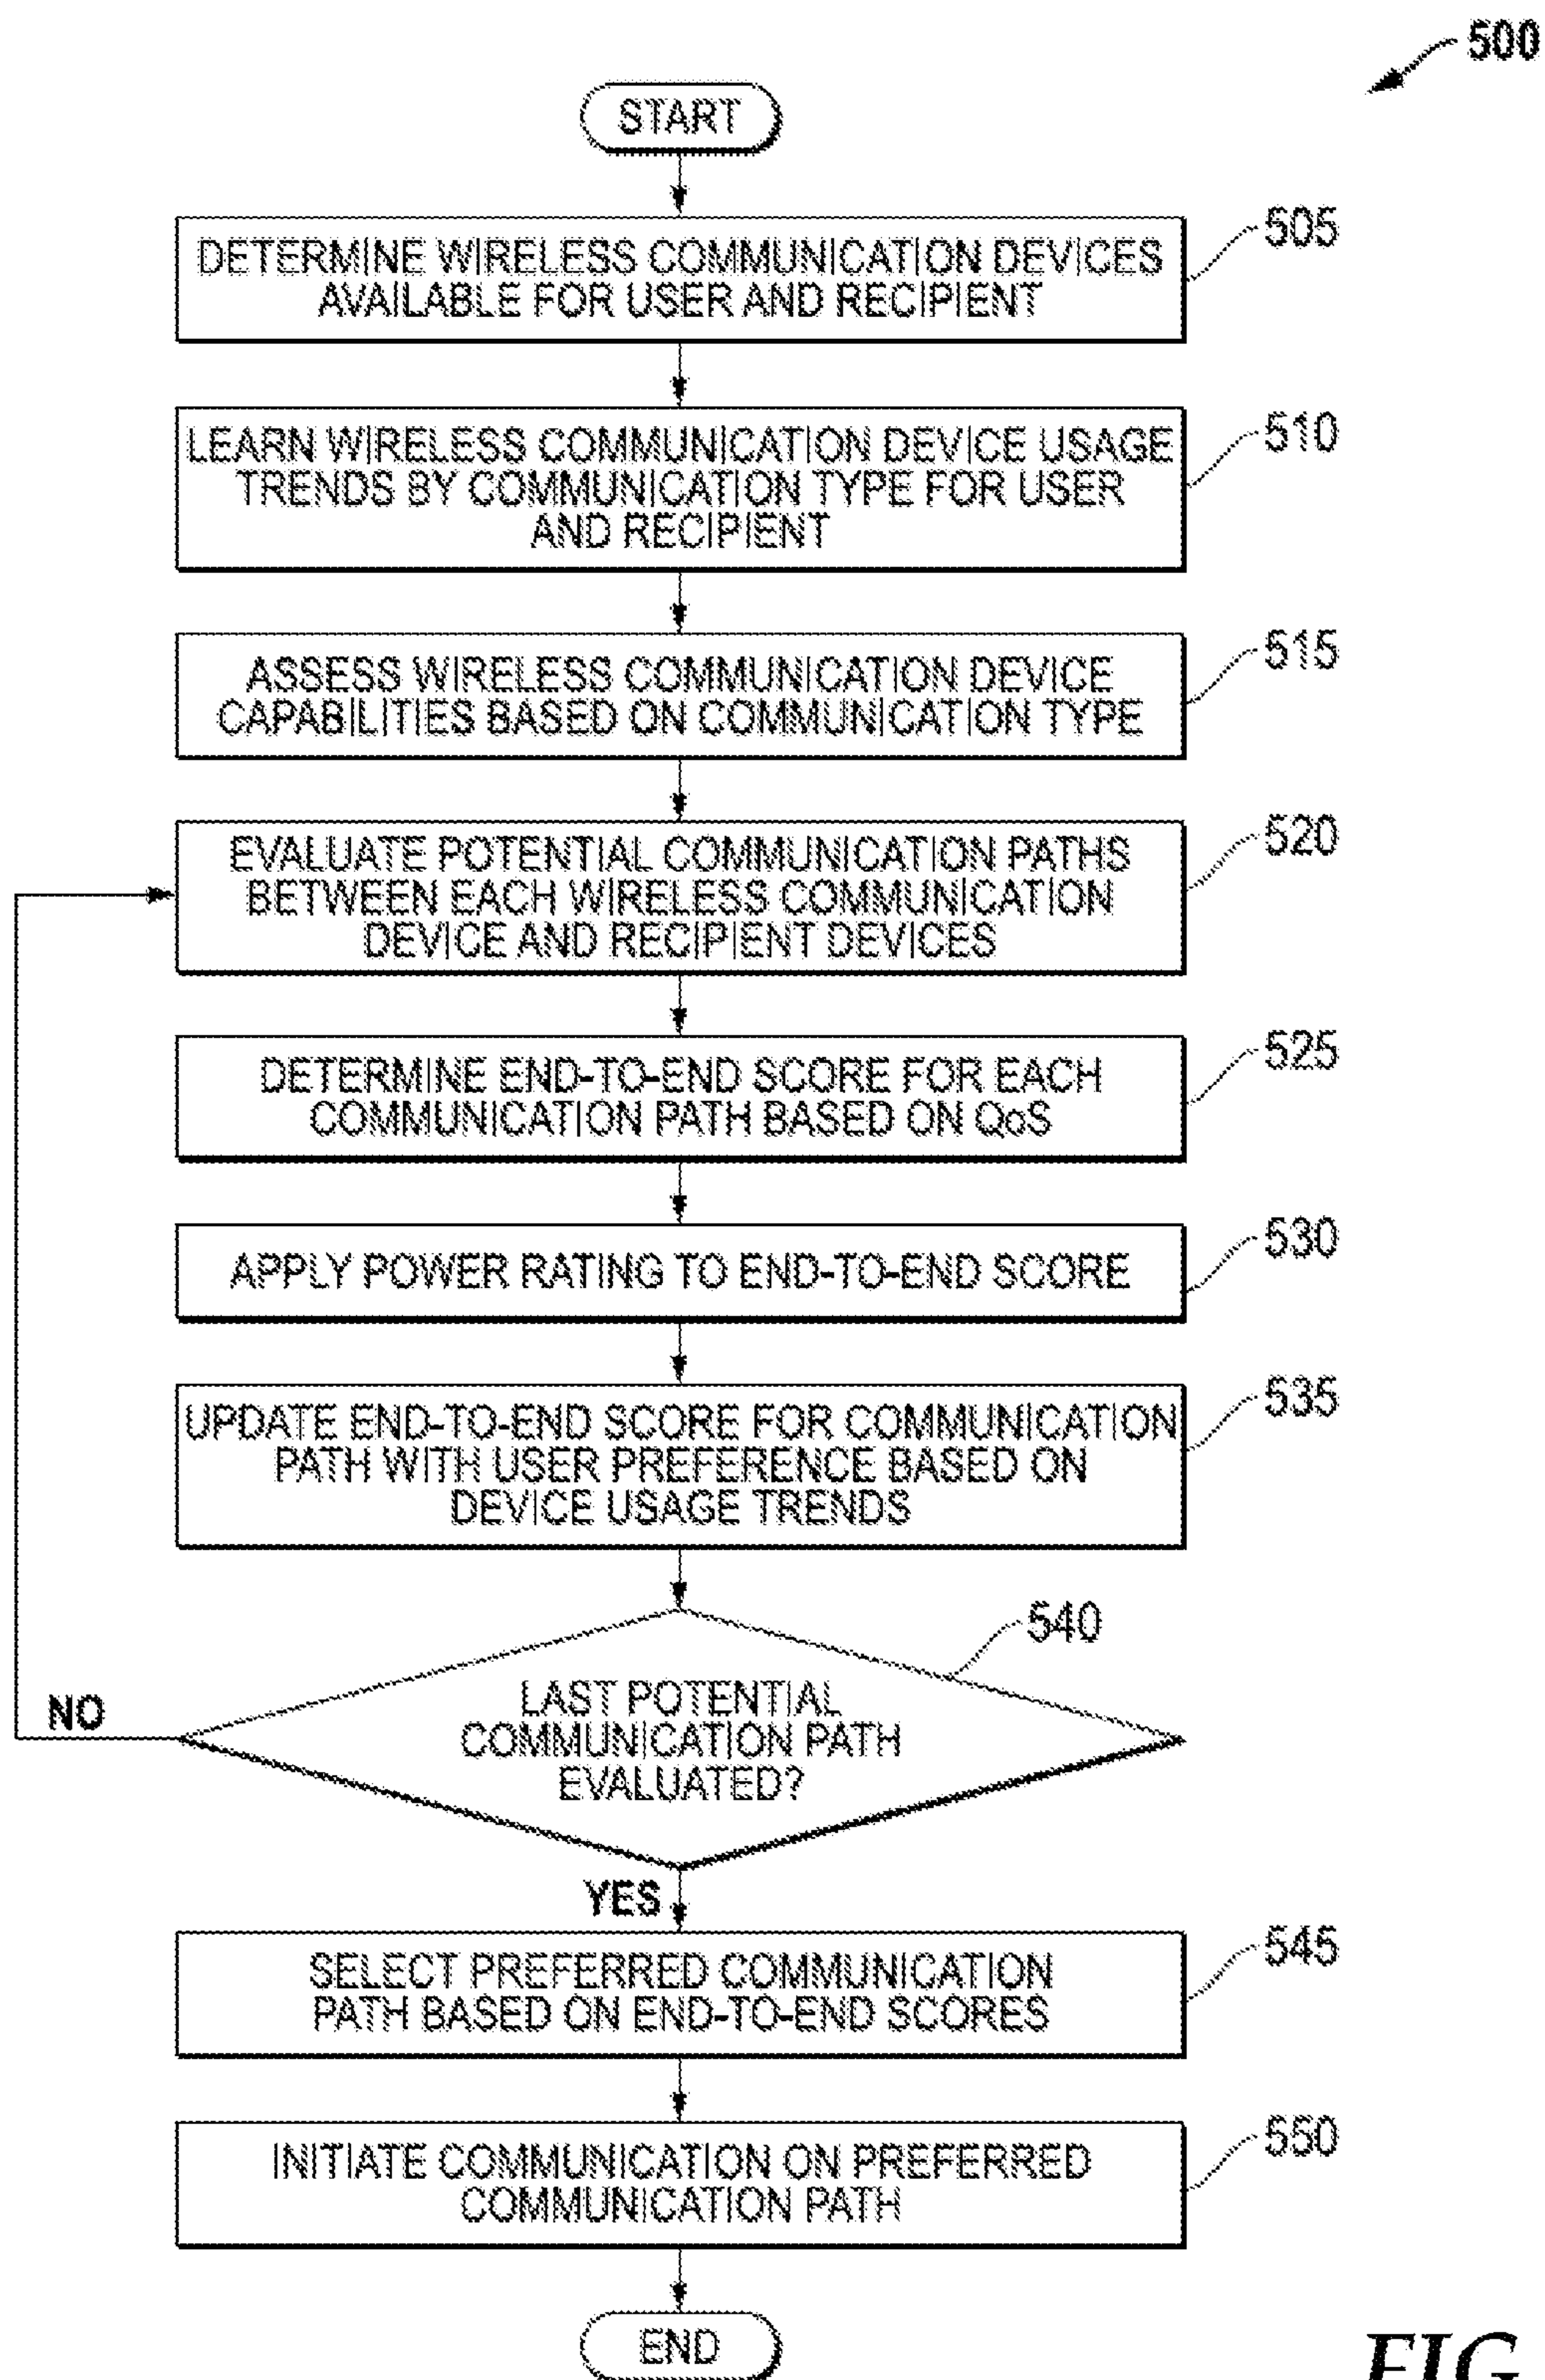 500
START
DETERMINE WIRELESS COMMUNICATION DEVICES
AVAILABLE FOR USER AND RECIPIENT
505
LEARN WIRELESS COMMUNICATION DEVICE USAGE
TRENDS BY COMMUNICATION TYPE FOR USER
AND RECIPIENT
510
ASSESS WIRELESS COMMUNICATION DEVICE
CAPABILITIES BASED ON COMMUNICATION TYPE
515
EVALUATE POTENTIAL COMMUNICATION PATHS
BETWEEN EACH WIRELESS COMMUNICATION
DEVICE AND RECIPIENT DEVICES
520
DETERMINE END-TO-END SCORE FOR EACH
COMMUNICATION PATH BASED ON QoS
525
APPLY POWER RATING TO END-TO-END SCORE
530
UPDATE END-TO-END SCORE FOR COMMUNICATION
PATH WITH USER PREFERENCE BASED ON
DEVICE USAGE TRENDS
535
540
LAST POTENTIAL
COMMUNICATION PATH
EVALUATED?
NO
YES
SELECT PREFERRED COMMUNICATION
PATH BASED ON END-TO-END SCORES
545
INITIATE COMMUNICATION ON PREFERRED
COMMUNICATION PATH
550
END
FIG